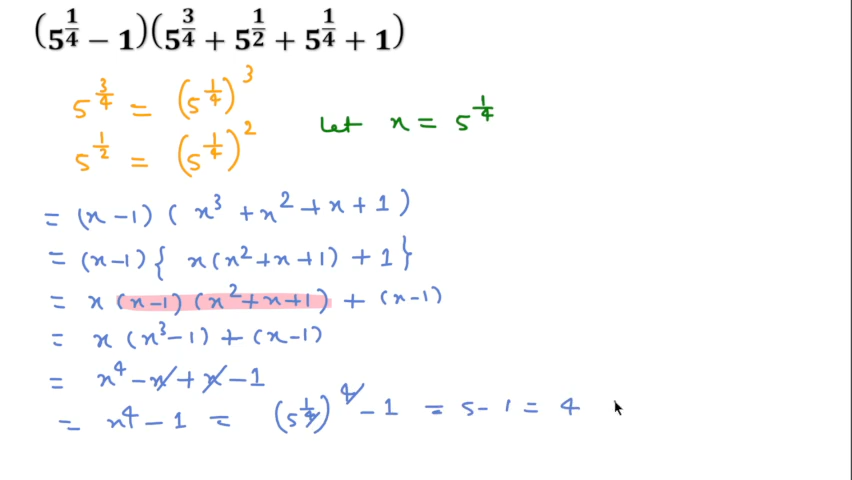 (5^{1/4} − 1)(5^{3/4} + 5^{1/2} + 5^{1/4} + 1)
5^{3/4} = (5^{1/4})^3
let x = 5^{1/4}
5^{1/2} = (5^{1/4})^2
= (x−1) ( x^3 + x^2 + x + 1 )
= (x−1) { x(x^2+x+1) + 1 }
= x (x−1) (x^2+x+1) + (x−1)
= x (x^3−1) + (x−1)
= x^4 − x + x − 1
= x^4 − 1 = (5^{1/4})^4 − 1 = 5 − 1 = 4